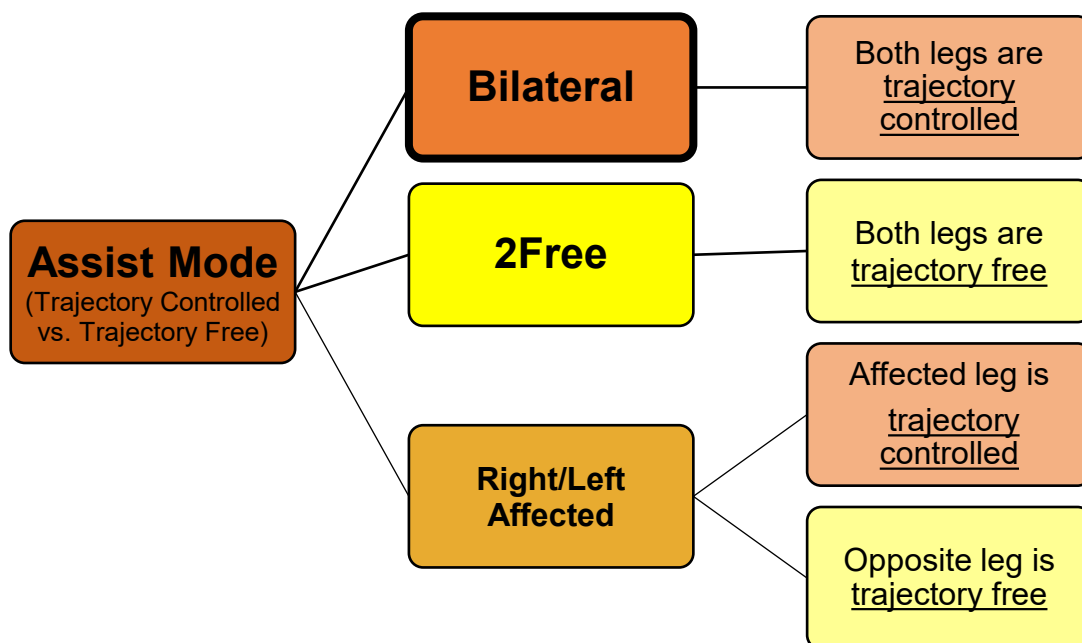 Assist Mode
(Trajectory Controlled
vs. Trajectory Free)
Bilateral
Both legs are
trajectory
controlled
2Free
Both legs are
trajectory free
Right/Left
Affected
Affected leg is
trajectory
controlled
Opposite leg is
trajectory free